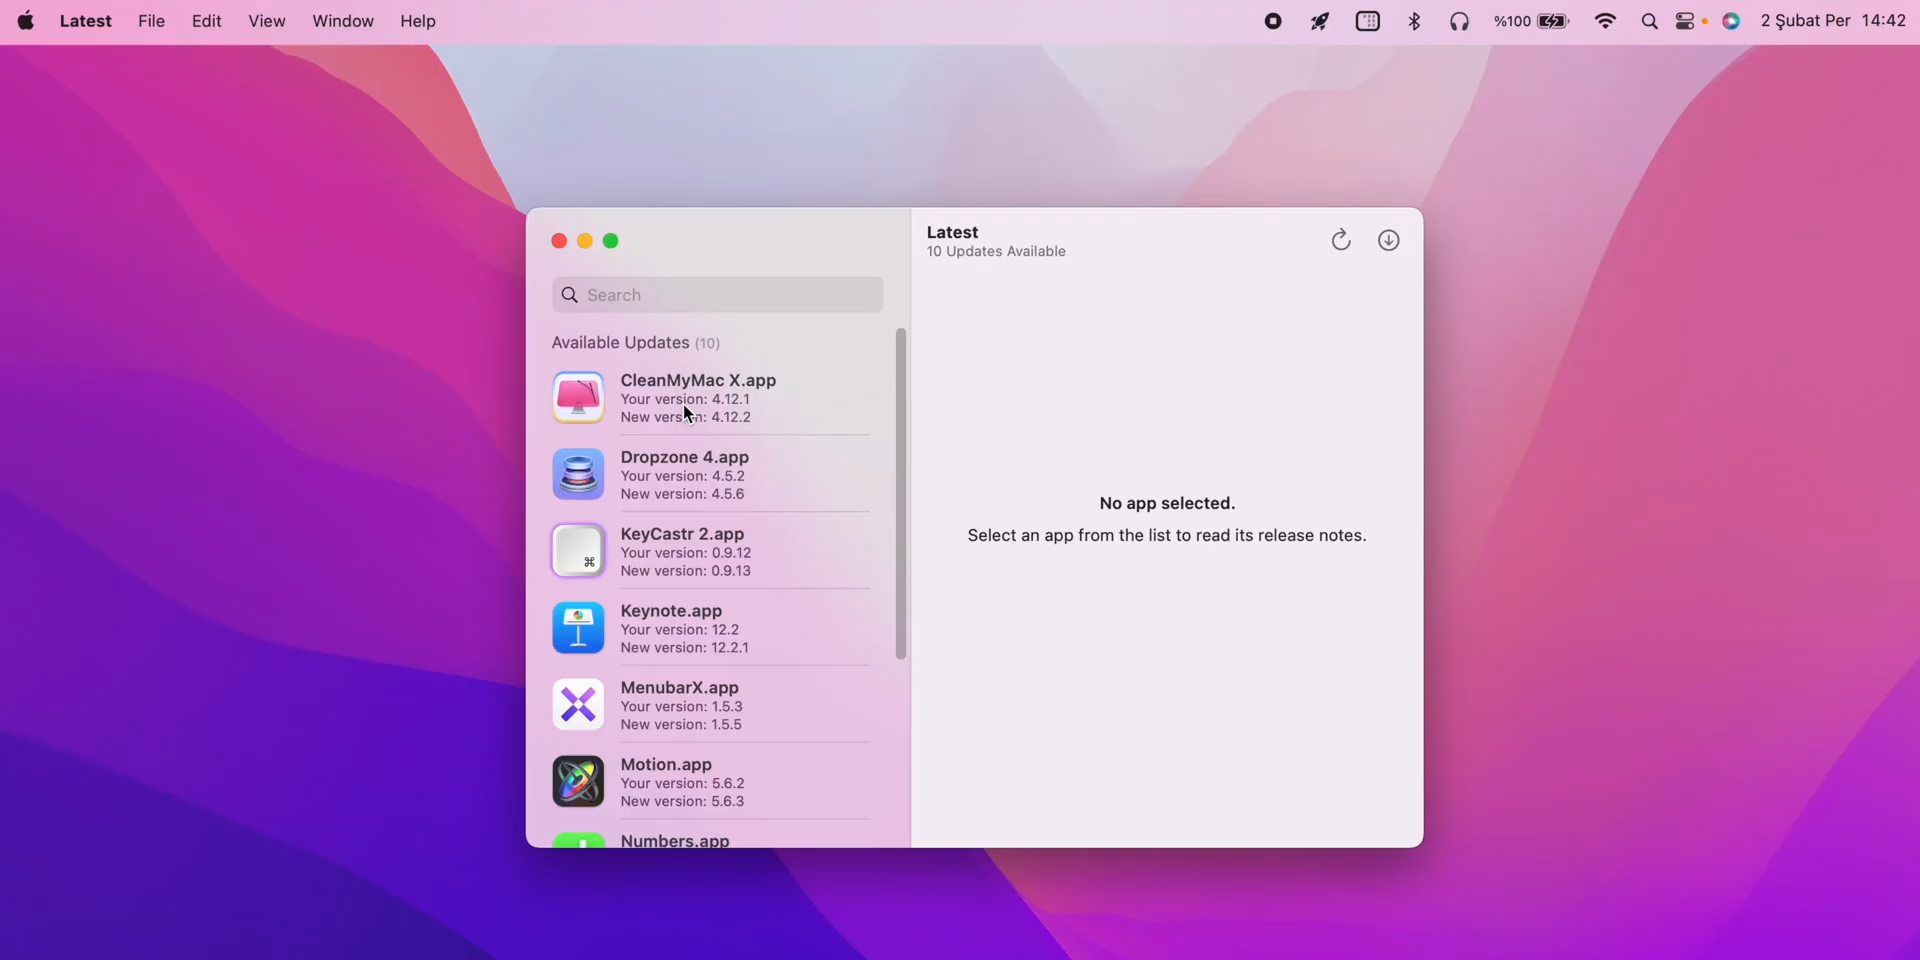 Latest File Edit View Window Help %100 2 Şubat Per 14:42
Latest
10 Updates Available
Search
Available Updates (10)
CleanMyMac X.app
Your version: 4.12.1
New version: 4.12.2
Dropzone 4.app
Your version: 4.5.2
New version: 4.5.6
KeyCastr 2.app
Your version: 0.9.12
New version: 0.9.13
Keynote.app
Your version: 12.2
New version: 12.2.1
MenubarX.app
Your version: 1.5.3
New version: 1.5.5
Motion.app
Your version: 5.6.2
New version: 5.6.3
Numbers.app
No app selected.
Select an app from the list to read its release notes.